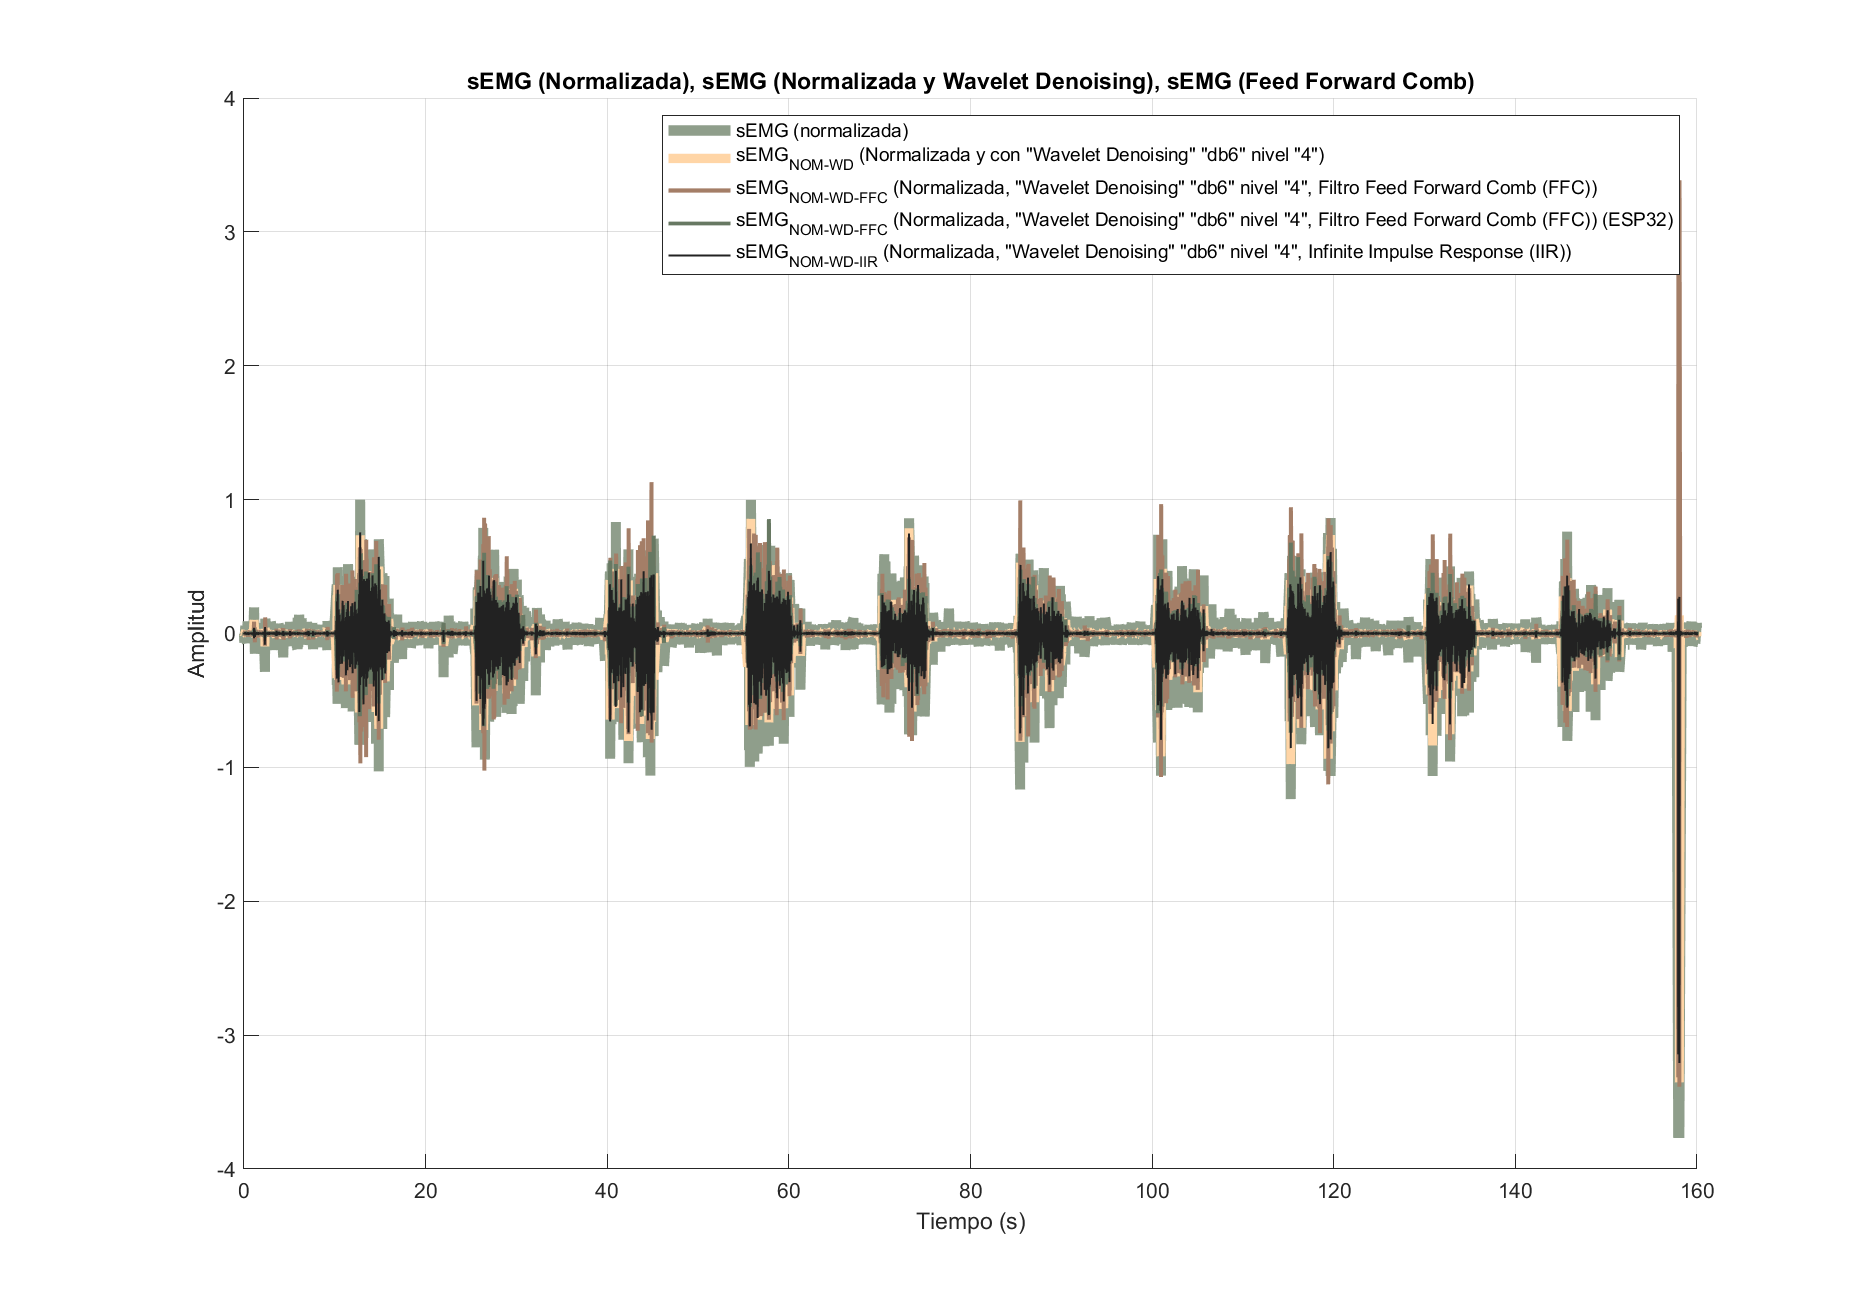 sEMG (Normalizada), sEMG (Normalizada y Wavelet Denoising), sEMG (Feed Forward Comb)
sEMG (normalizada)
sEMG_NOM-WD (Normalizada y con "Wavelet Denoising" "db6" nivel "4")
sEMG_NOM-WD-FFC (Normalizada, "Wavelet Denoising" "db6" nivel "4", Filtro Feed Forward Comb (FFC))
sEMG_NOM-WD-FFC (Normalizada, "Wavelet Denoising" "db6" nivel "4", Filtro Feed Forward Comb (FFC)) (ESP32)
sEMG_NOM-WD-IIR (Normalizada, "Wavelet Denoising" "db6" nivel "4", Infinite Impulse Response (IIR))
4
3
2
1
0
-1
-2
-3
-4
Amplitud
0 20 40 60 80 100 120 140 160
Tiempo (s)